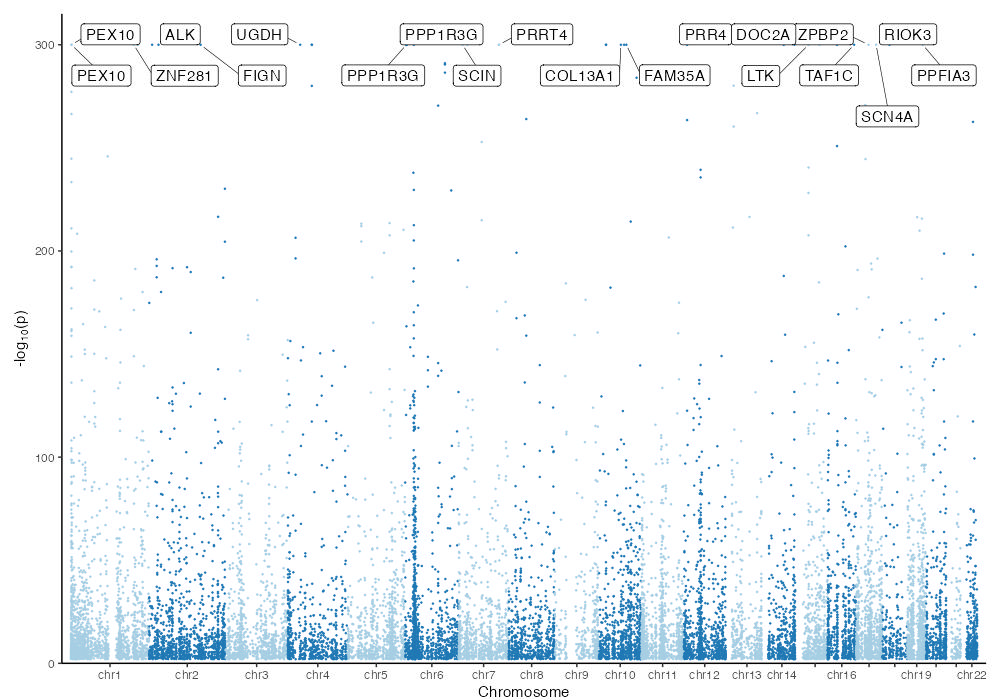 PEX10 ALK UGDH PPP1R3G PRRT4 PRR4 DOC2A ZPBP2 RIOK3
PEX10 ZNF281 FIGN PPP1R3G SCIN COL13A1 FAM35A LTK TAF1C PPFIA3
SCN4A
300
200
100
0
-log10(p)
chr1 chr2 chr3 chr4 chr5 chr6 chr7 chr8 chr9 chr10 chr11 chr12 chr13 chr14 chr16 chr19 chr22
Chromosome